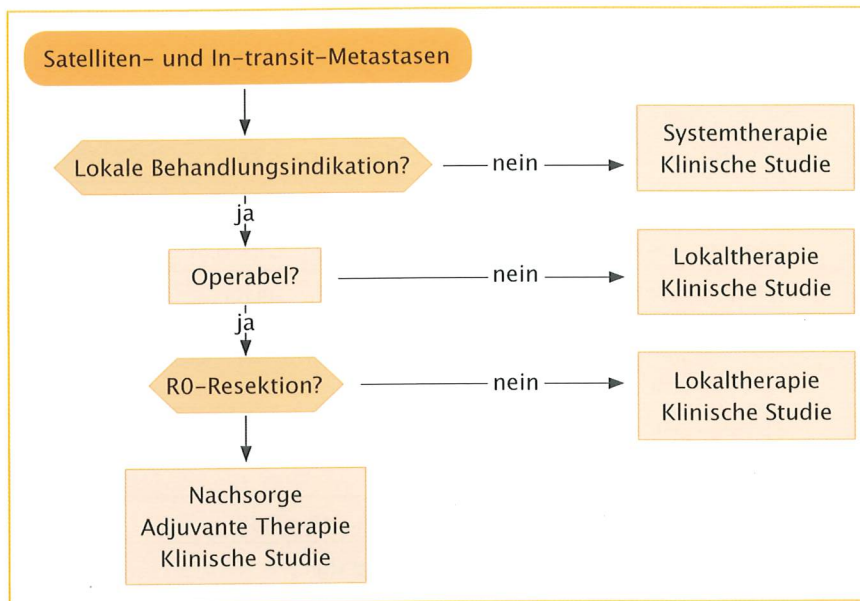 Satelliten- und In-transit-Metastasen
Lokale Behandlungsindikation?
nein
Systemtherapie
Klinische Studie
ja
Operabel?
nein
Lokaltherapie
Klinische Studie
ja
R0-Resektion?
nein
Lokaltherapie
Klinische Studie
Nachsorge
Adjuvante Therapie
Klinische Studie